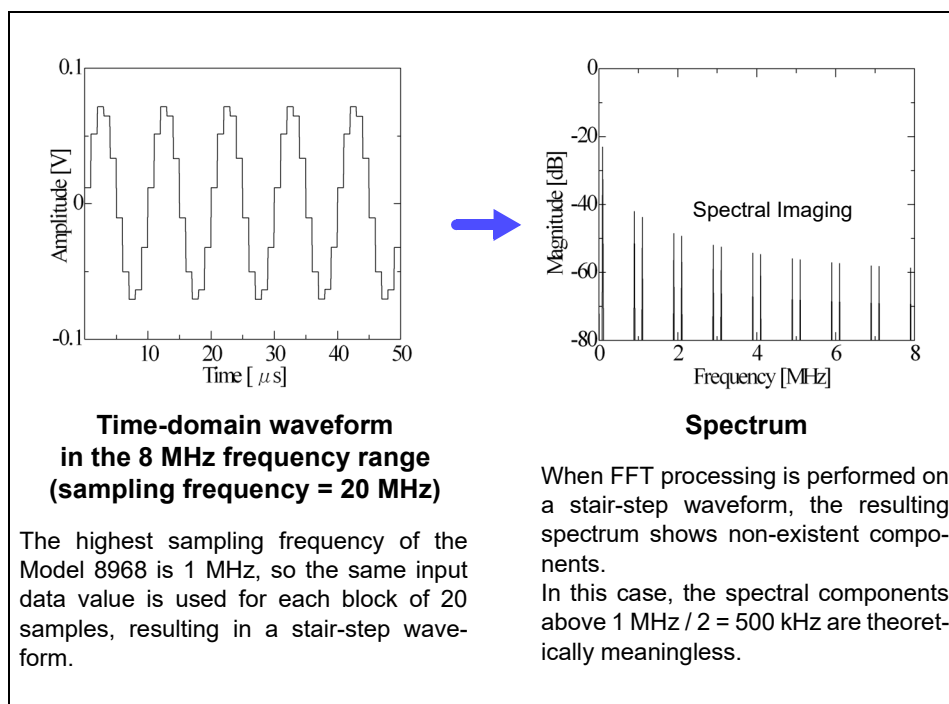 0.1
0
-0.1
Amplitude [V]
10
20
30
40
50
Time [ μs]
Time-domain waveform
in the 8 MHz frequency range
(sampling frequency = 20 MHz)
The highest sampling frequency of the
Model 8968 is 1 MHz, so the same input
data value is used for each block of 20
samples, resulting in a stair-step wave-
form.
0
-20
-40
-60
-80
Magnitude [dB]
Spectral Imaging
0
2
4
6
8
Frequency [MHz]
Spectrum
When FFT processing is performed on
a stair-step waveform, the resulting
spectrum shows non-existent compo-
nents.
In this case, the spectral components
above 1 MHz / 2 = 500 kHz are theoret-
ically meaningless.